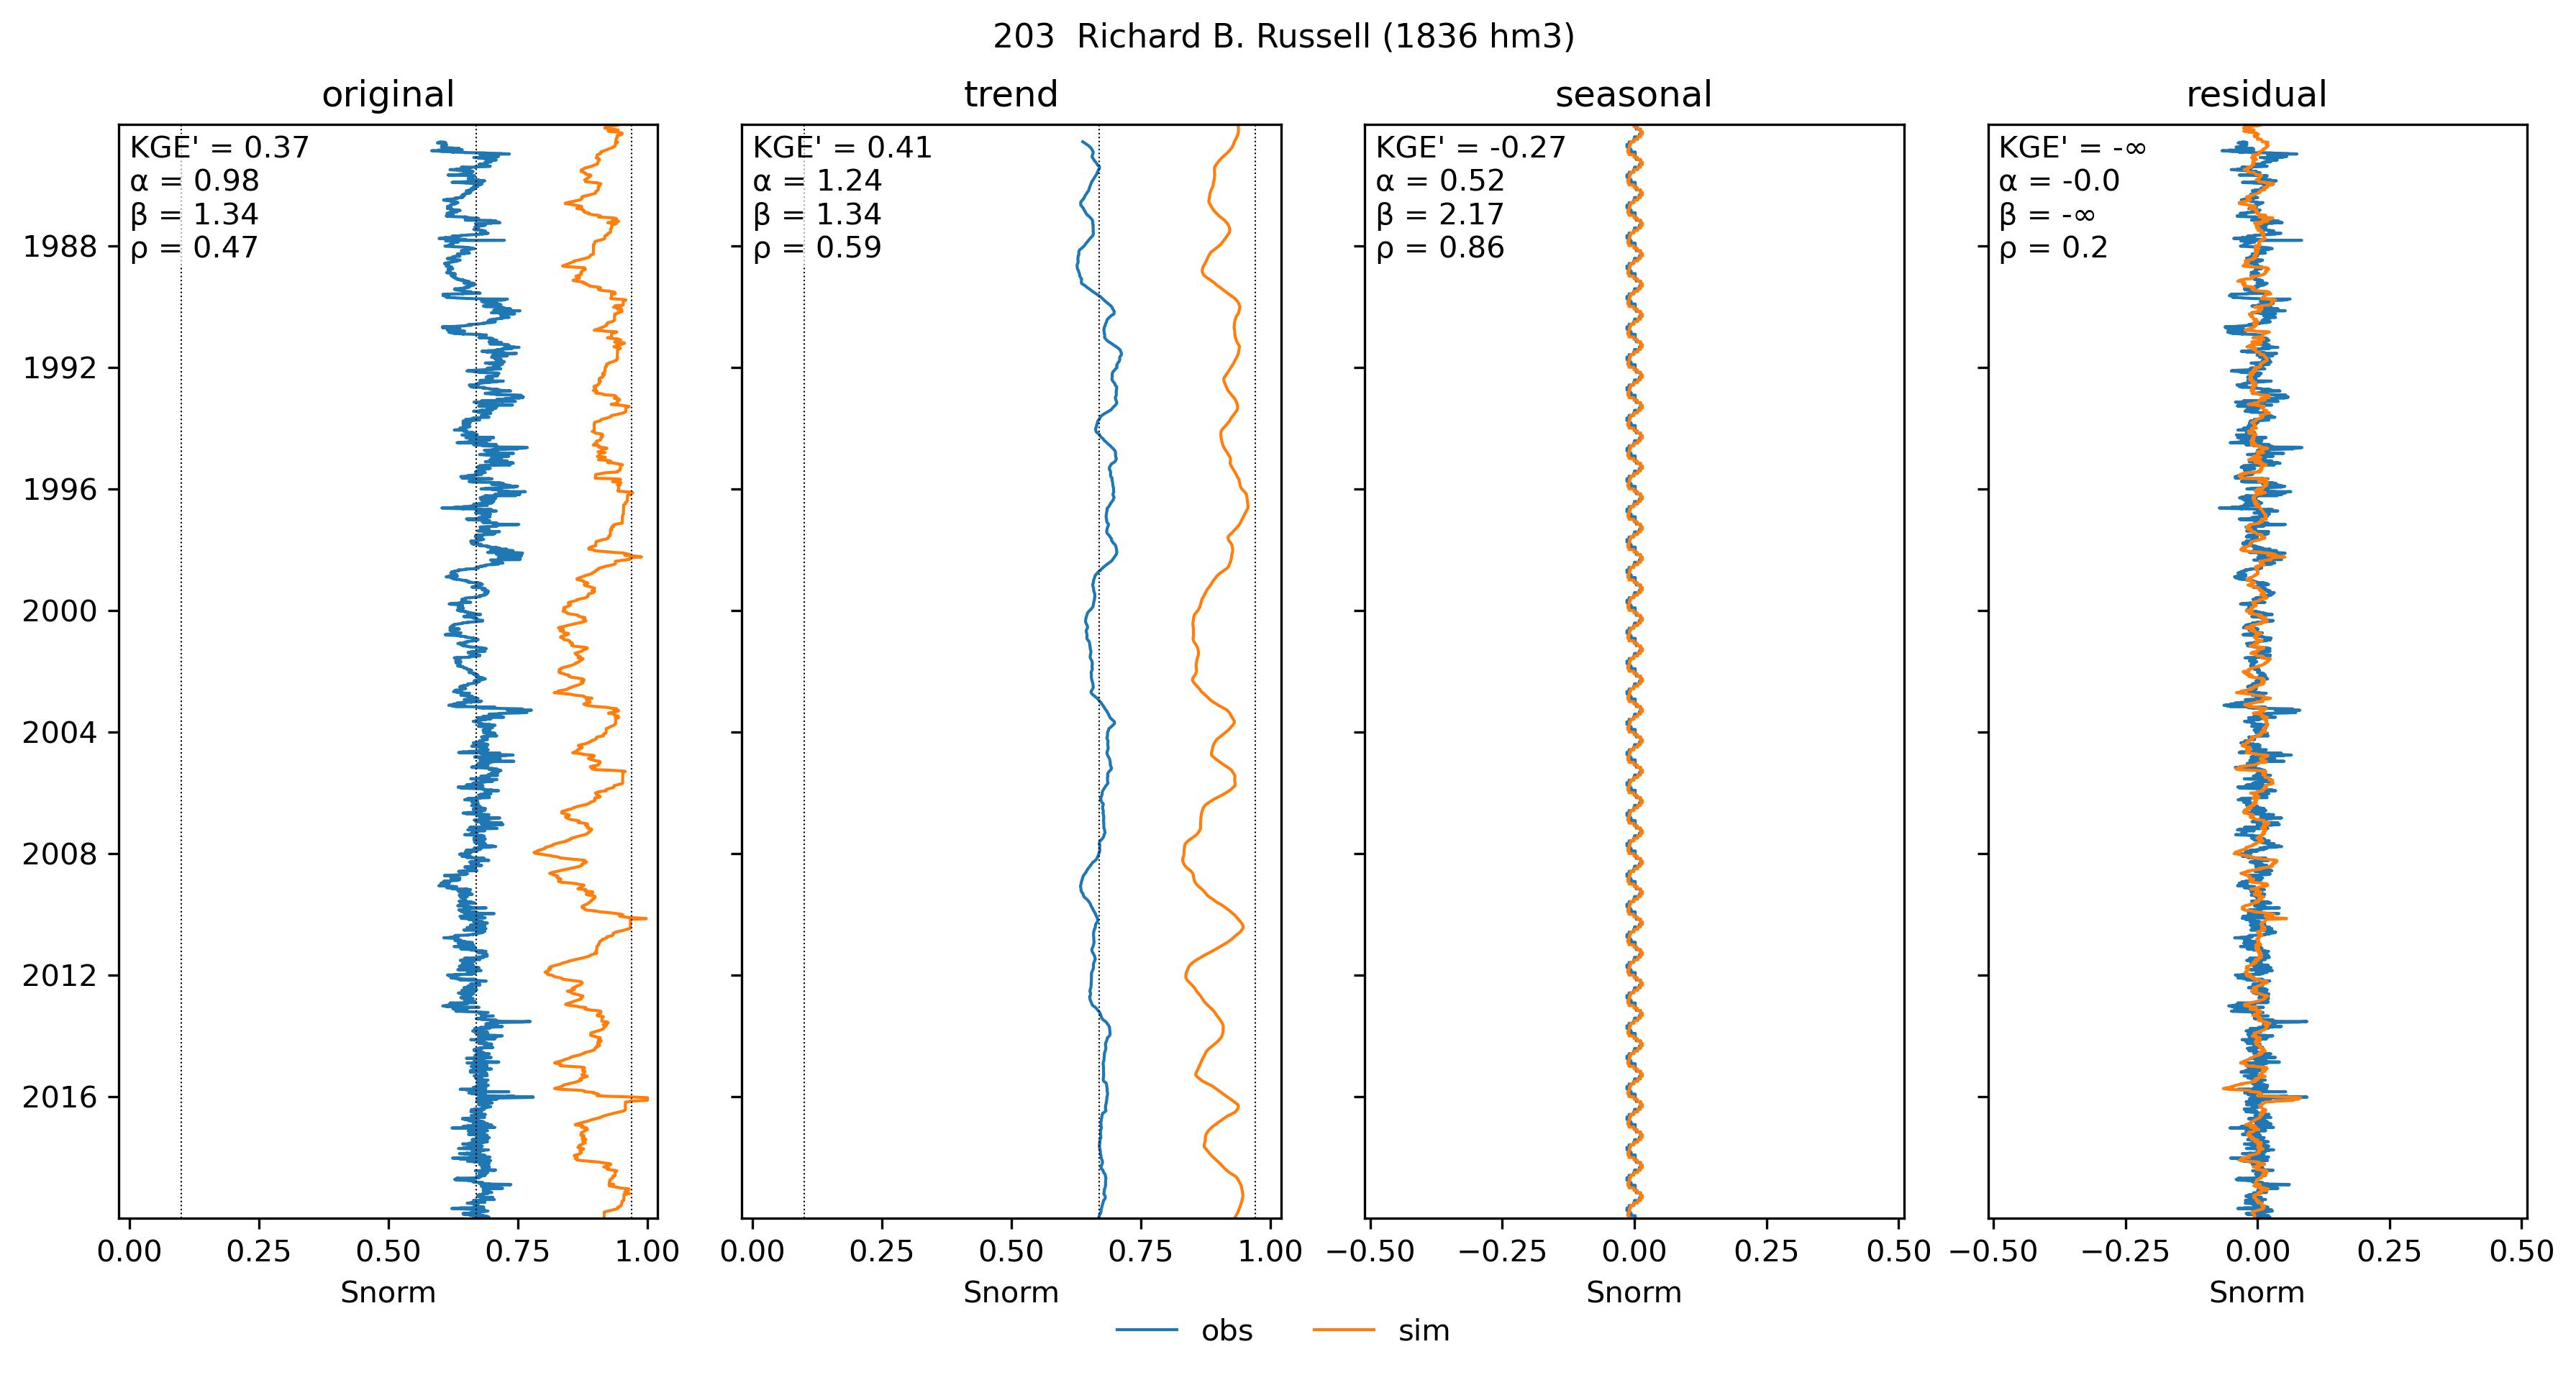 203  Richard B. Russell (1836 hm3)
original
trend
seasonal
residual
KGE' = 0.37
α = 0.98
β = 1.34
ρ = 0.47
KGE' = 0.41
α = 1.24
β = 1.34
ρ = 0.59
KGE' = -0.27
α = 0.52
β = 2.17
ρ = 0.86
KGE' = -∞
α = -0.0
β = -∞
ρ = 0.2
1988
1992
1996
2000
2004
2008
2012
2016
0.00 0.25 0.50 0.75 1.00
0.00 0.25 0.50 0.75 1.00
−0.50 −0.25 0.00 0.25 0.50
−0.50 −0.25 0.00 0.25 0.50
Snorm
Snorm
Snorm
Snorm
obs
sim